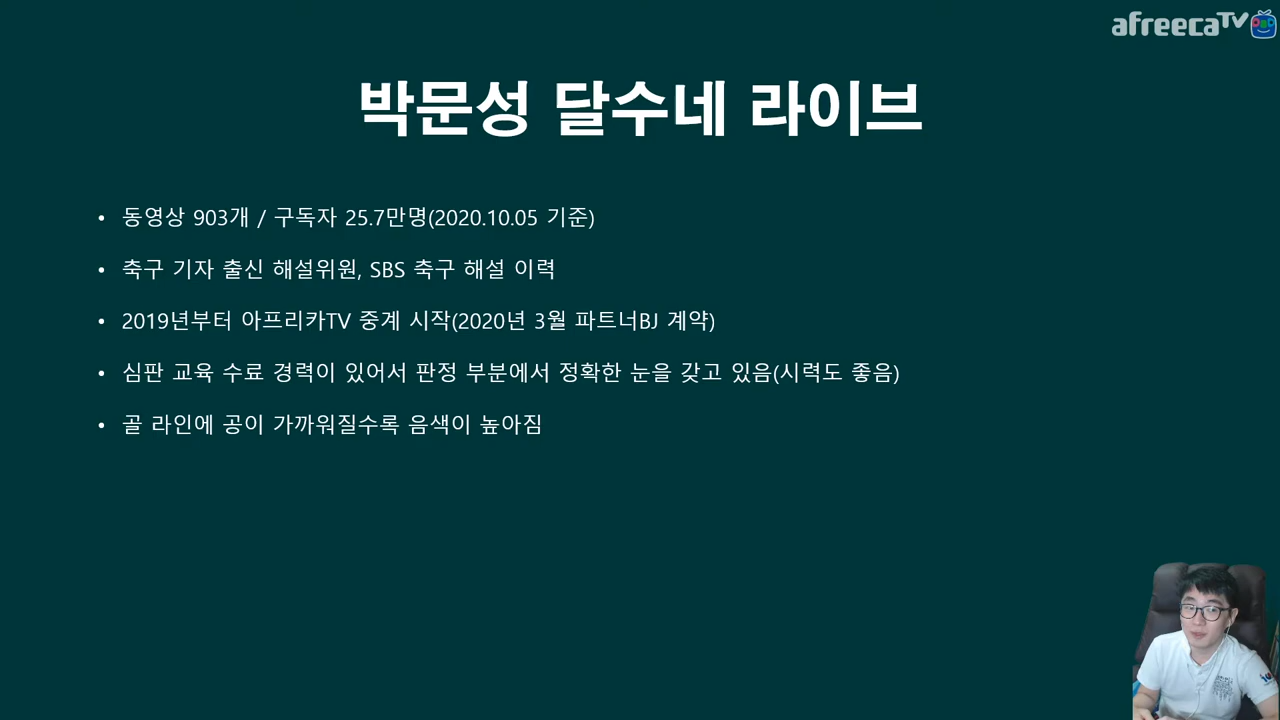 afreecaTV
박문성 달수네 라이브
• 동영상 903개 / 구독자 25.7만명(2020.10.05 기준)
• 축구 기자 출신 해설위원, SBS 축구 해설 이력
• 2019년부터 아프리카TV 중계 시작(2020년 3월 파트너BJ 계약)
• 심판 교육 수료 경력이 있어서 판정 부분에서 정확한 눈을 갖고 있음(시력도 좋음)
• 골 라인에 공이 가까워질수록 음색이 높아짐